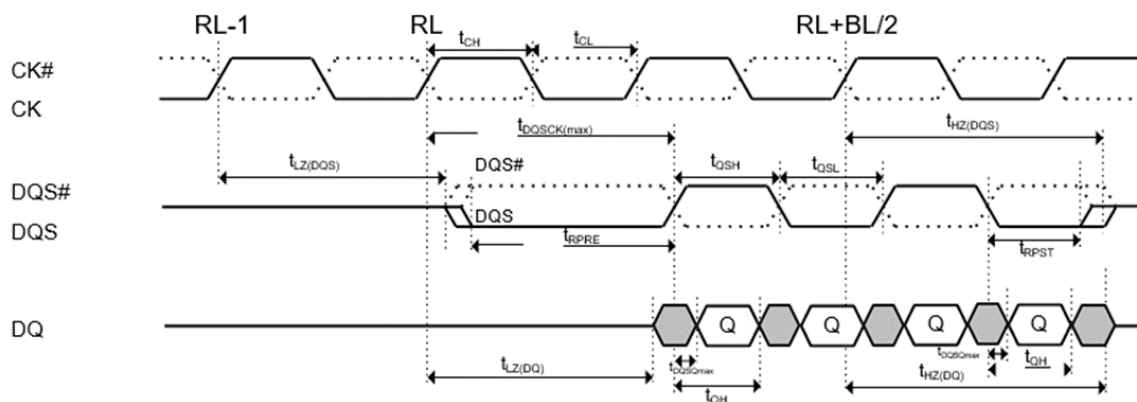 RL-1 RL RL+BL/2
tCH tCL
CK#
CK
tDQSCK(max) tHZ(DQS)
tLZ(DQS) DQS# tQSH tQSL
DQS#
DQS
DQS
tRPRE tRPST
DQ Q Q Q Q
tDQSQmax tDQSQmax tQH
tLZ(DQ) tHZ(DQ)
tQH